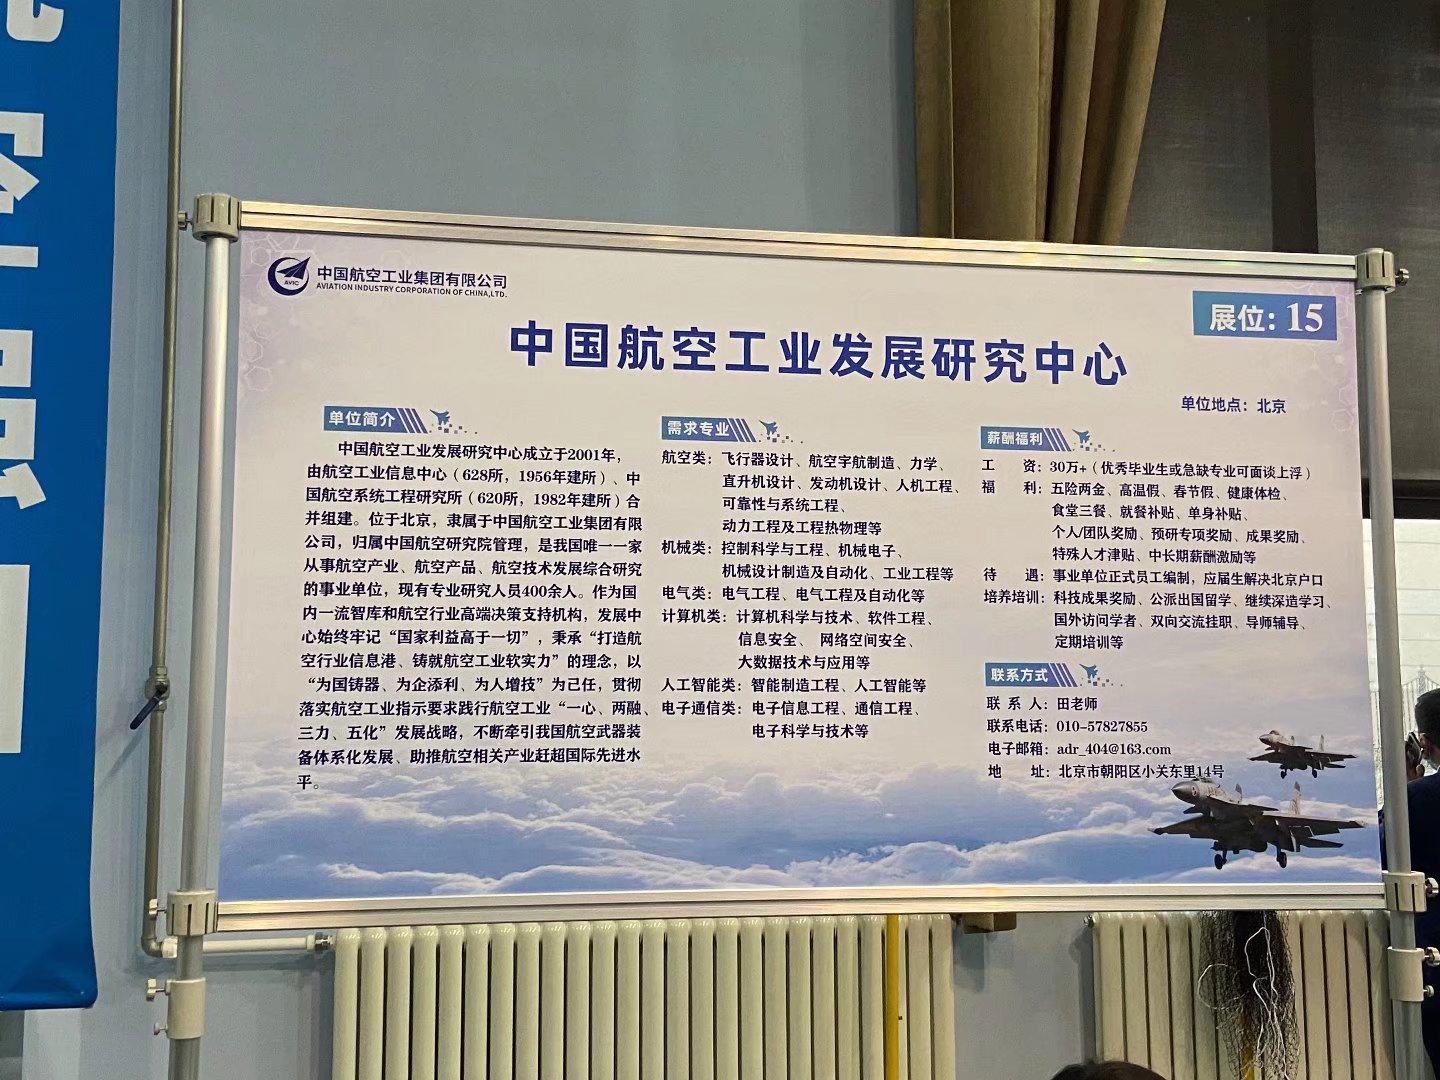 中国航空工业集团有限公司
AVIATION INDUSTRY CORPORATION OF CHINA,LTD.
AVIC
展位：15
中国航空工业发展研究中心
单位地点：北京
单位简介
中国航空工业发展研究中心成立于2001年，
由航空工业信息中心（628所，1956年建所）、中
国航空系统工程研究所（620所，1982年建所）合
并组建。位于北京，隶属于中国航空工业集团有限
公司，归属中国航空研究院管理，是我国唯一一家
从事航空产业、航空产品、航空技术发展综合研究
的事业单位，现有专业研究人员400余人。作为国
内一流智库和航空行业高端决策支持机构，发展中
心始终牢记“国家利益高于一切”，秉承“打造航
空行业信息港、铸就航空工业软实力”的理念，以
“为国铸器、为企添利、为人增技”为己任，贯彻
落实航空工业指示要求践行航空工业“一心、两融、
三力、五化”发展战略，不断牵引我国航空武器装
备体系化发展、助推航空相关产业赶超国际先进水
平。
需求专业
航空类：飞行器设计、航空宇航制造、力学、
直升机设计、发动机设计、人机工程、
可靠性与系统工程、
动力工程及工程热物理等
机械类：控制科学与工程、机械电子、
机械设计制造及自动化、工业工程等
电气类：电气工程、电气工程及自动化等
计算机类：计算机科学与技术、软件工程、
信息安全、 网络空间安全、
大数据技术与应用等
人工智能类：智能制造工程、人工智能等
电子通信类：电子信息工程、通信工程、
电子科学与技术等
薪酬福利
工 资：30万+（优秀毕业生或急缺专业可面谈上浮）
福 利：五险两金、高温假、春节假、健康体检、
食堂三餐、就餐补贴、单身补贴、
个人/团队奖励、预研专项奖励、成果奖励、
特殊人才津贴、中长期薪酬激励等
待 遇：事业单位正式员工编制，应届生解决北京户口
培养培训：科技成果奖励、公派出国留学、继续深造学习、
国外访问学者、双向交流挂职、导师辅导、
定期培训等
联系方式
联 系 人：田老师
联系电话：010-57827855
电子邮箱：adr_404@163.com
地 址：北京市朝阳区小关东里14号